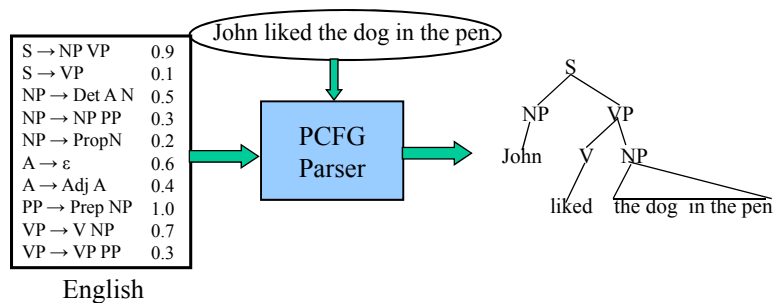 John liked the dog in the pen.
S → NP VP 0.9
S → VP 0.1
NP → Det A N 0.5
NP → NP PP 0.3
NP → PropN 0.2
A → ε 0.6
A → Adj A 0.4
PP → Prep NP 1.0
VP → V NP 0.7
VP → VP PP 0.3
English
PCFG
Parser
S
NP VP
John V NP
liked the dog in the pen